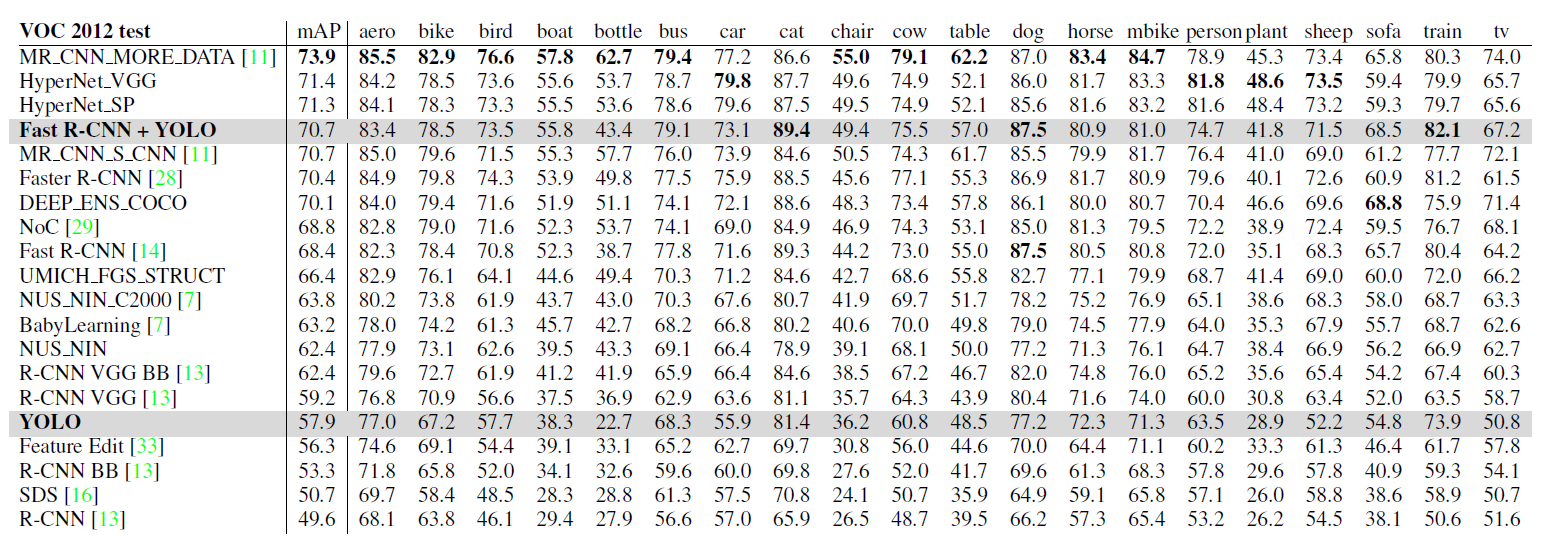 VOC 2012 test mAP aero bike bird boat bottle bus car cat chair cow table dog horse mbike person plant sheep sofa train tv
MR_CNN_MORE_DATA [11] 73.9 85.5 82.9 76.6 57.8 62.7 79.4 77.2 86.6 55.0 79.1 62.2 87.0 83.4 84.7 78.9 45.3 73.4 65.8 80.3 74.0
HyperNet_VGG 71.4 84.2 78.5 73.6 55.6 53.7 78.7 79.8 87.7 49.6 74.9 52.1 86.0 81.7 83.3 81.8 48.6 73.5 59.4 79.9 65.7
HyperNet_SP 71.3 84.1 78.3 73.3 55.5 53.6 78.6 79.6 87.5 49.5 74.9 52.1 85.6 81.6 83.2 81.6 48.4 73.2 59.3 79.7 65.6
Fast R-CNN + YOLO 70.7 83.4 78.5 73.5 55.8 43.4 79.1 73.1 89.4 49.4 75.5 57.0 87.5 80.9 81.0 74.7 41.8 71.5 68.5 82.1 67.2
MR_CNN_S_CNN [11] 70.7 85.0 79.6 71.5 55.3 57.7 76.0 73.9 84.6 50.5 74.3 61.7 85.5 79.9 81.7 76.4 41.0 69.0 61.2 77.7 72.1
Faster R-CNN [28] 70.4 84.9 79.8 74.3 53.9 49.8 77.5 75.9 88.5 45.6 77.1 55.3 86.9 81.7 80.9 79.6 40.1 72.6 60.9 81.2 61.5
DEEP_ENS_COCO 70.1 84.0 79.4 71.6 51.9 51.1 74.1 72.1 88.6 48.3 73.4 57.8 86.1 80.0 80.7 70.4 46.6 69.6 68.8 75.9 71.4
NoC [29] 68.8 82.8 79.0 71.6 52.3 53.7 74.1 69.0 84.9 46.9 74.3 53.1 85.0 81.3 79.5 72.2 38.9 72.4 59.5 76.7 68.1
Fast R-CNN [14] 68.4 82.3 78.4 70.8 52.3 38.7 77.8 71.6 89.3 44.2 73.0 55.0 87.5 80.5 80.8 72.0 35.1 68.3 65.7 80.4 64.2
UMICH_FGS_STRUCT 66.4 82.9 76.1 64.1 44.6 49.4 70.3 71.2 84.6 42.7 68.6 55.8 82.7 77.1 79.9 68.7 41.4 69.0 60.0 72.0 66.2
NUS_NIN_C2000 [7] 63.8 80.2 73.8 61.9 43.7 43.0 70.3 67.6 80.7 41.9 69.7 51.7 78.2 75.2 76.9 65.1 38.6 68.3 58.0 68.7 63.3
BabyLearning [7] 63.2 78.0 74.2 61.3 45.7 42.7 68.2 66.8 80.2 40.6 70.0 49.8 79.0 74.5 77.9 64.0 35.3 67.9 55.7 68.7 62.6
NUS_NIN 62.4 77.9 73.1 62.6 39.5 43.3 69.1 66.4 78.9 39.1 68.1 50.0 77.2 71.3 76.1 64.7 38.4 66.9 56.2 66.9 62.7
R-CNN VGG BB [13] 62.4 79.6 72.7 61.9 41.2 41.9 65.9 66.4 84.6 38.5 67.2 46.7 82.0 74.8 76.0 65.2 35.6 65.4 54.2 67.4 60.3
R-CNN VGG [13] 59.2 76.8 70.9 56.6 37.5 36.9 62.9 63.6 81.1 35.7 64.3 43.9 80.4 71.6 74.0 60.0 30.8 63.4 52.0 63.5 58.7
YOLO 57.9 77.0 67.2 57.7 38.3 22.7 68.3 55.9 81.4 36.2 60.8 48.5 77.2 72.3 71.3 63.5 28.9 52.2 54.8 73.9 50.8
Feature Edit [33] 56.3 74.6 69.1 54.4 39.1 33.1 65.2 62.7 69.7 30.8 56.0 44.6 70.0 64.4 71.1 60.2 33.3 61.3 46.4 61.7 57.8
R-CNN BB [13] 53.3 71.8 65.8 52.0 34.1 32.6 59.6 60.0 69.8 27.6 52.0 41.7 69.6 61.3 68.3 57.8 29.6 57.8 40.9 59.3 54.1
SDS [16] 50.7 69.7 58.4 48.5 28.3 28.8 61.3 57.5 70.8 24.1 50.7 35.9 64.9 59.1 65.8 57.1 26.0 58.8 38.6 58.9 50.7
R-CNN [13] 49.6 68.1 63.8 46.1 29.4 27.9 56.6 57.0 65.9 26.5 48.7 39.5 66.2 57.3 65.4 53.2 26.2 54.5 38.1 50.6 51.6